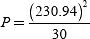 P = (230.94)² / 30